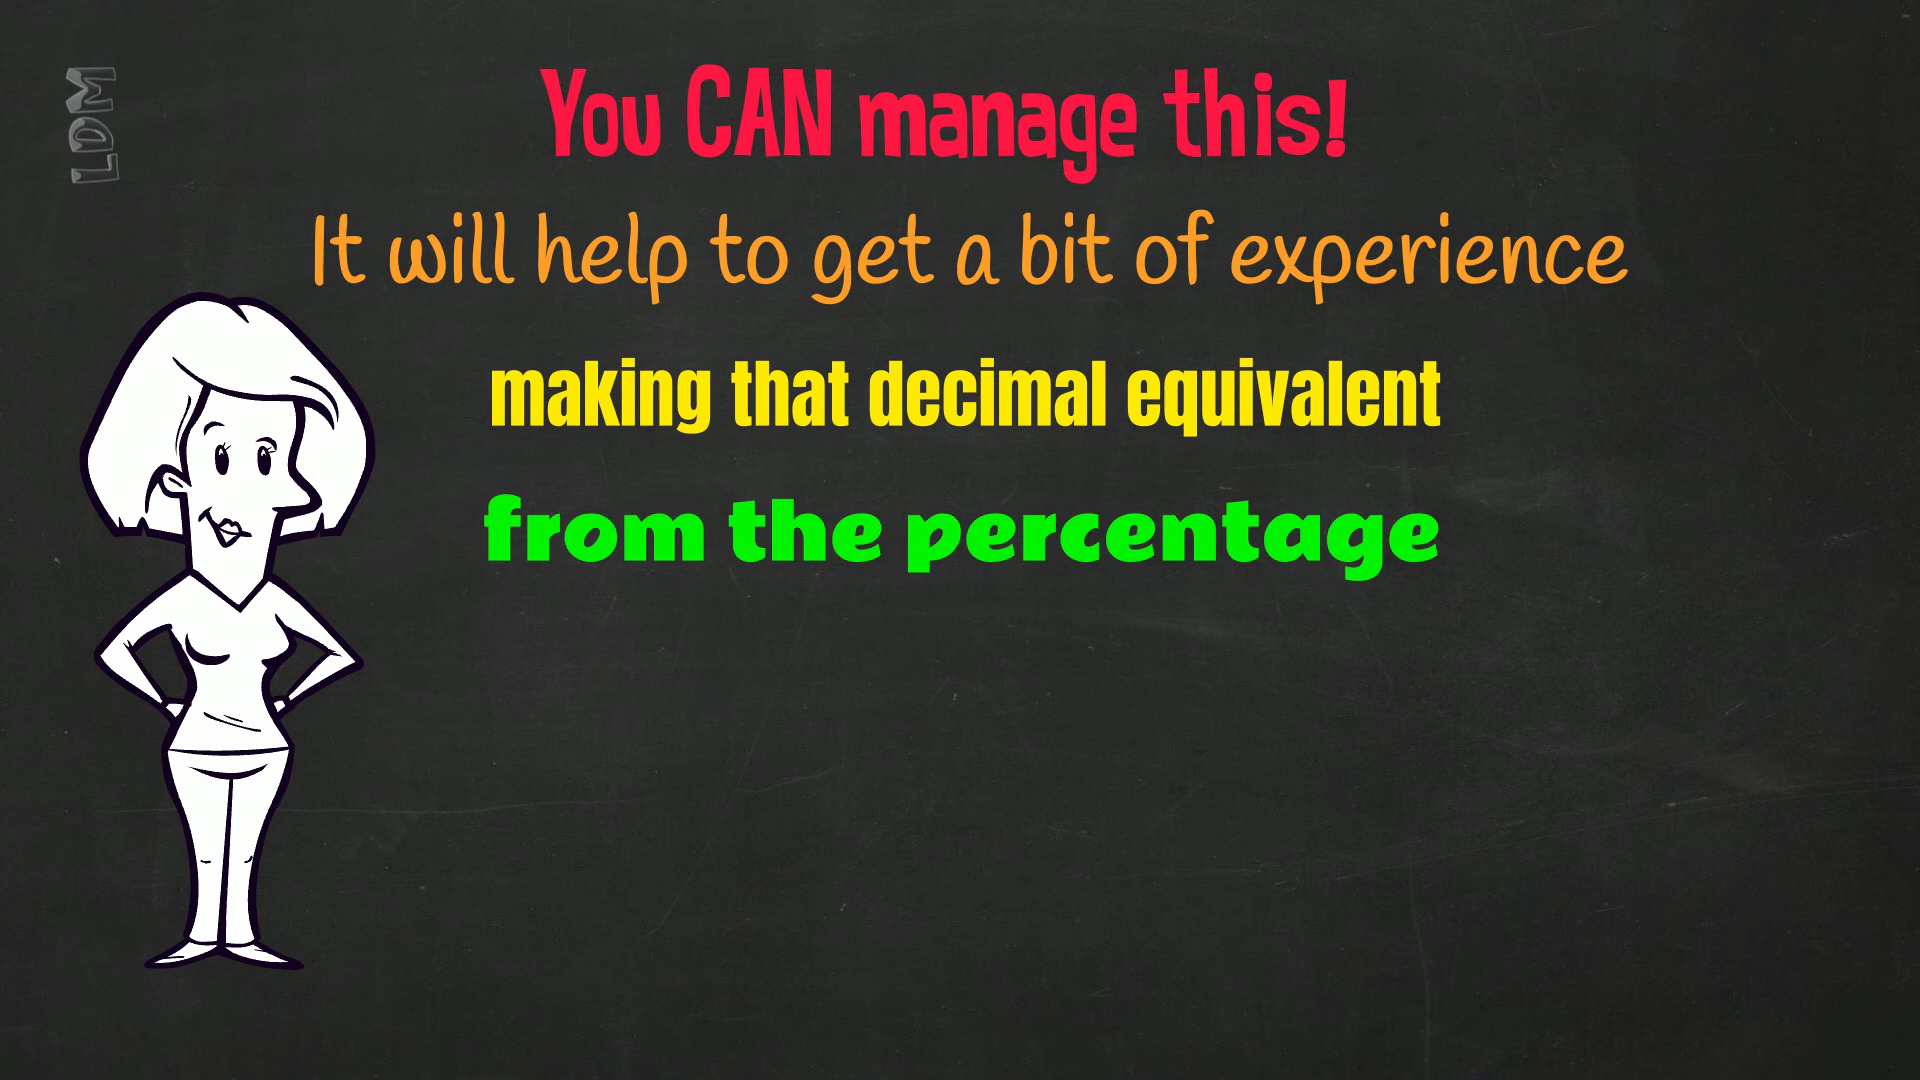 LDM
You CAN manage this!
It will help to get a bit of experience
making that decimal equivalent
from the percentage